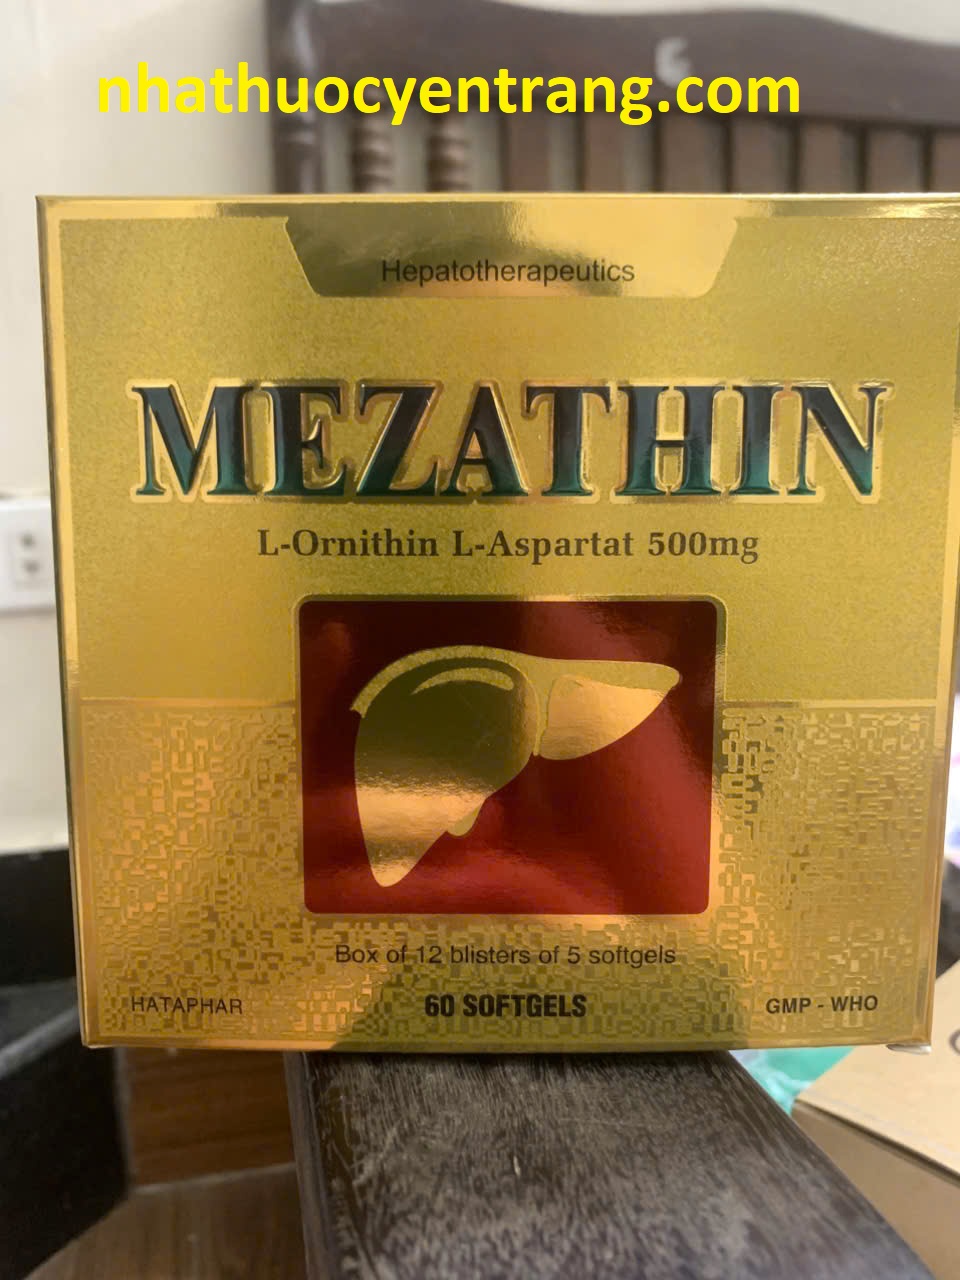 nhathuocyentrang.com
Hepatotherapeutics
MEZATHIN
L-Ornithin L-Aspartat 500mg
Box of 12 blisters of 5 softgels
HATAPHAR
60 SOFTGELS
GMP - WHO